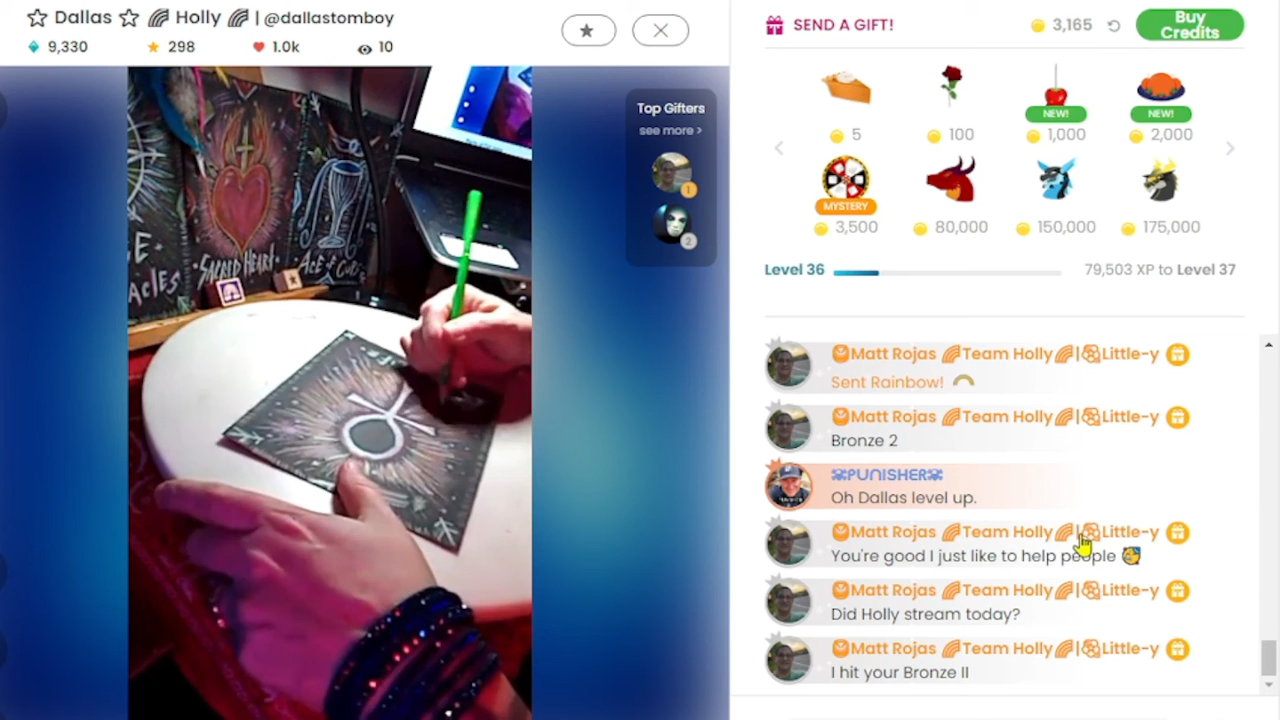 ☆ Dallas ☆ 🌈 Holly 🌈 | @dallastomboy
9,330 298 1.0k 10
Top Gifters
see more >
1
2
SACRED HEART
ACE OF CUPS
SEND A GIFT!
3,165
Buy Credits
NEW! NEW!
5 100 1,000 2,000
MYSTERY
3,500 80,000 150,000 175,000
Level 36 79,503 XP to Level 37
Matt Rojas 🌈Team Holly🌈|Little-y
Sent Rainbow!
Matt Rojas 🌈Team Holly🌈|Little-y
Bronze 2
☠PUNISHER☠
Oh Dallas level up.
Matt Rojas 🌈Team Holly🌈|Little-y
You're good I just like to help people 🥳
Matt Rojas 🌈Team Holly🌈|Little-y
Did Holly stream today?
Matt Rojas 🌈Team Holly🌈|Little-y
I hit your Bronze II